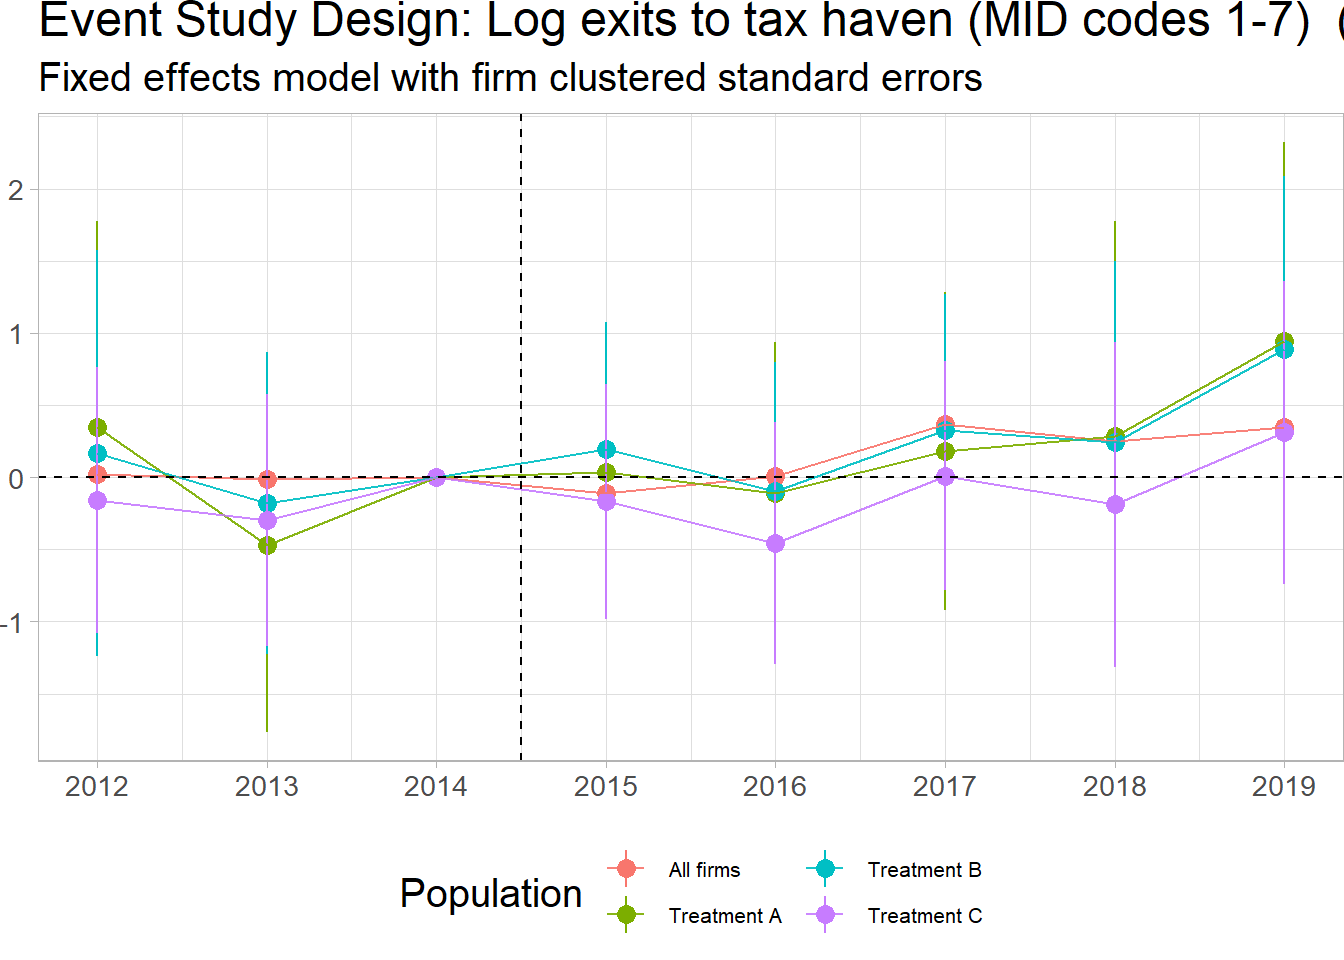 Event Study Design: Log exits to tax haven (MID codes 1-7) (
Fixed effects model with firm clustered standard errors
2
1
0
-1
2012 2013 2014 2015 2016 2017 2018 2019
Population
All firms
Treatment A
Treatment B
Treatment C